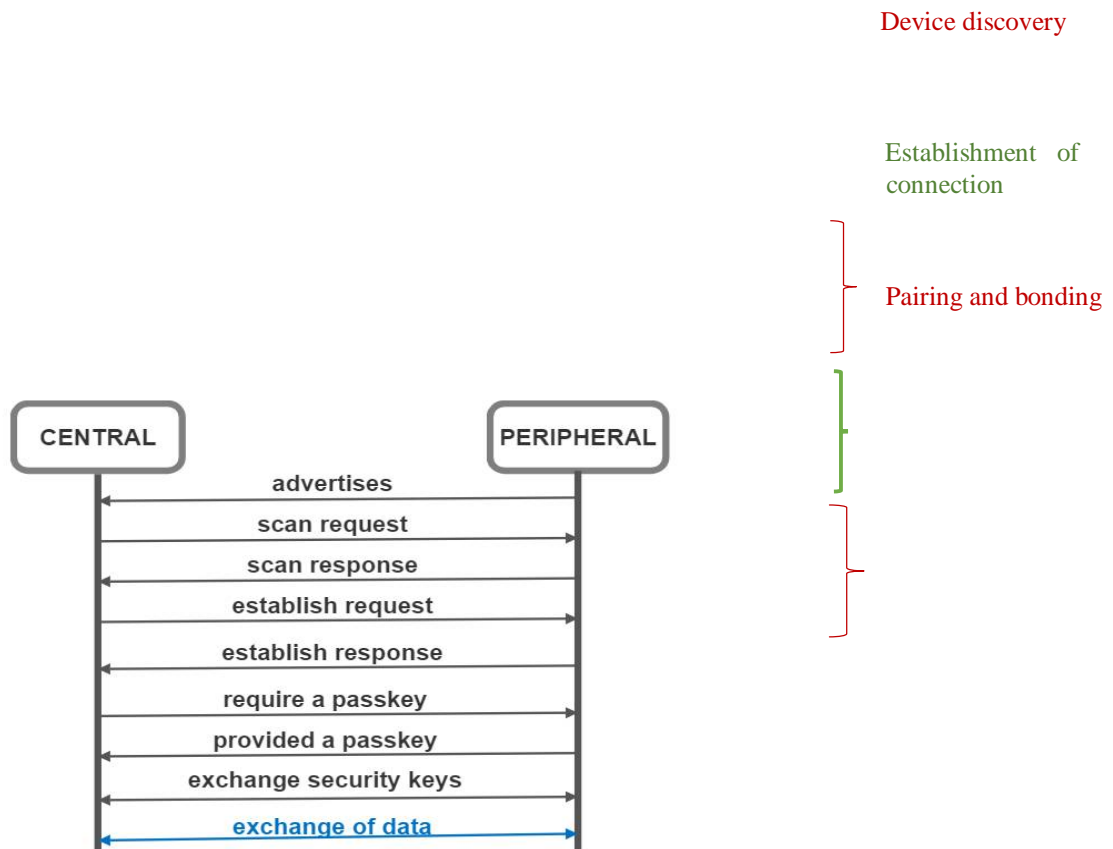 Device discovery
Establishment of
connection
Pairing and bonding
CENTRAL
PERIPHERAL
advertises
scan request
scan response
establish request
establish response
require a passkey
provided a passkey
exchange security keys
exchange of data